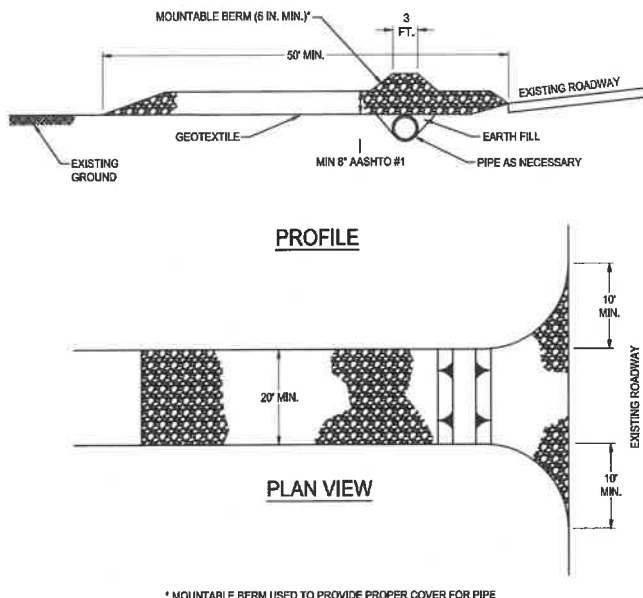 MOUNTABLE BERM (6 IN. MIN.)*
3
FT.
50' MIN.
EXISTING ROADWAY
GEOTEXTILE
EARTH FILL
EXISTING
GROUND
MIN 8" AASHTO #1
PIPE AS NECESSARY
PROFILE
10'
MIN.
20' MIN.
EXISTING ROADWAY
10'
MIN.
PLAN VIEW
* MOUNTABLE BERM USED TO PROVIDE PROPER COVER FOR PIPE